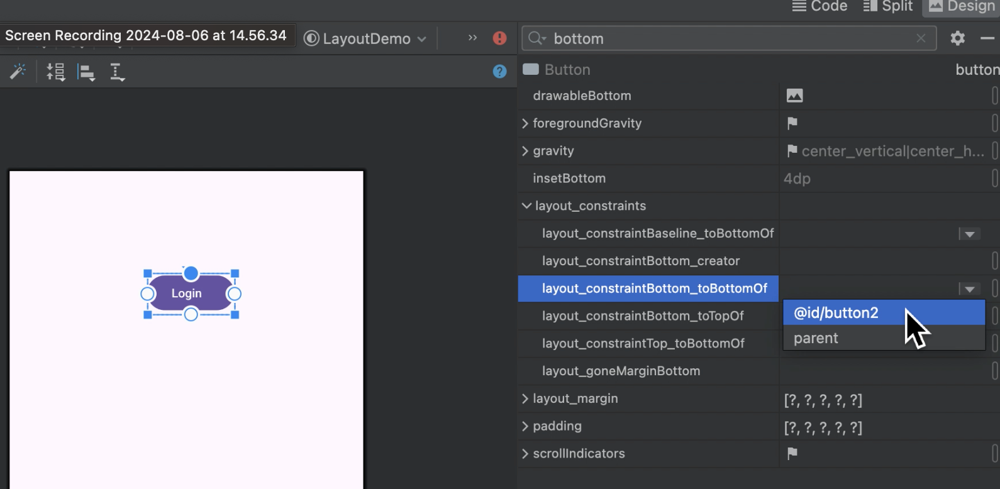 Code Split Design
Screen Recording 2024-08-06 at 14.56.34
LayoutDemo
bottom
Button button
drawableBottom
foregroundGravity
gravity center_vertical|center_h...
insetBottom 4dp
layout_constraints
layout_constraintBaseline_toBottomOf
layout_constraintBottom_creator
layout_constraintBottom_toBottomOf
layout_constraintBottom_toTopOf
layout_constraintTop_toBottomOf
layout_goneMarginBottom
layout_margin [?, ?, ?, ?, ?]
padding [?, ?, ?, ?, ?]
scrollIndicators
@id/button2
parent
Login